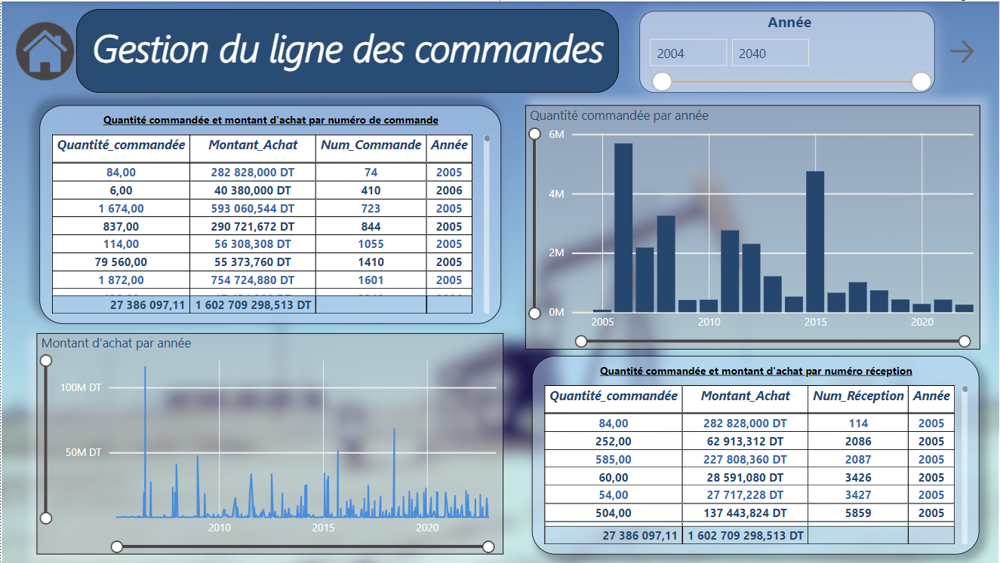 Gestion du ligne des commandes
Année
2004 2040
Quantité commandée et montant d'achat par numéro de commande
Quantité_commandée Montant_Achat Num_Commande Année
84,00 282 828,000 DT 74 2005
6,00 40 380,000 DT 410 2006
1 674,00 593 060,544 DT 723 2005
837,00 290 721,672 DT 844 2005
114,00 56 308,308 DT 1055 2005
79 560,00 55 373,760 DT 1410 2005
1 872,00 754 724,880 DT 1601 2005
27 386 097,11 1 602 709 298,513 DT
Quantité commandée par année
6M
4M
2M
0M
2005 2010 2015 2020
Montant d'achat par année
100M DT
50M DT
2010 2015 2020
Quantité commandée et montant d'achat par numéro réception
Quantité_commandée Montant_Achat Num_Réception Année
84,00 282 828,000 DT 114 2005
252,00 62 913,312 DT 2086 2005
585,00 227 808,360 DT 2087 2005
60,00 28 591,080 DT 3426 2005
54,00 27 717,228 DT 3427 2005
504,00 137 443,824 DT 5859 2005
27 386 097,11 1 602 709 298,513 DT